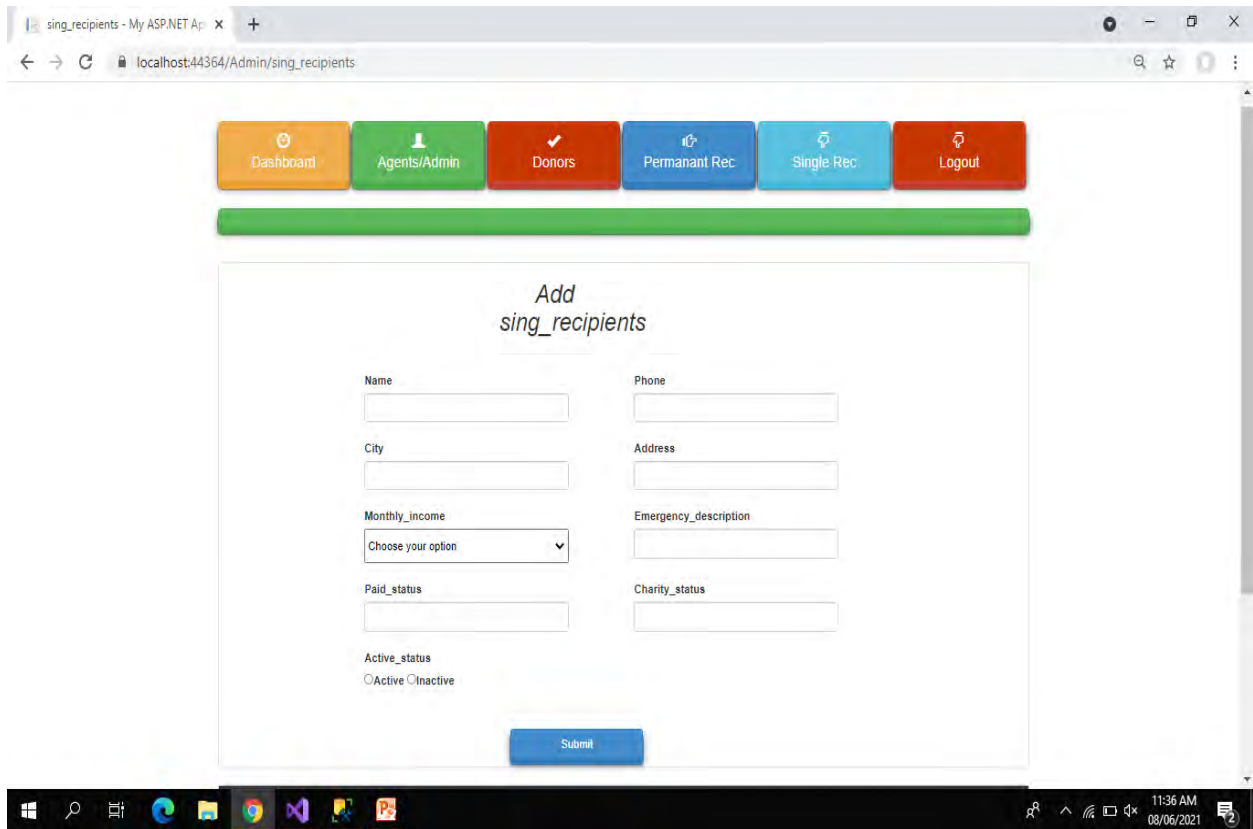 sing_recipients - My ASP.NET Ap
localhost:44364/Admin/sing_recipients
Dashboard Agents/Admin Donors Permanant Rec Single Rec Logout
Add
sing_recipients
Name Phone
City Address
Monthly_income Emergency_description
Choose your option
Paid_status Charity_status
Active_status
Active Inactive
Submit
11:36 AM
08/06/2021
2